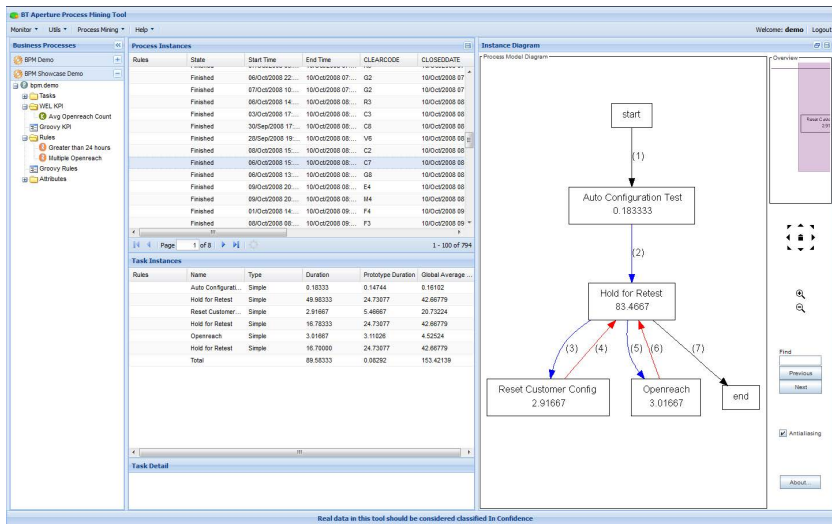 BT Aperture Process Mining Tool
Monitor Utils Process Mining Help Welcome: demo Logout
Business Processes
BPM Demo
BPM Showcase Demo
bpm.demo
Tasks
WEL KPI
Avg Openreach Count
Groovy KPI
Rules
Greater than 24 hours
Multiple Openreach
Groovy Rules
Attributes
Process Instances
Rules State Start Time End Time CLEARCODE CLOSEDDATE
Finished 06/Oct/2008 22:... 10/Oct/2008 07:... G2 10/Oct/2008 07
Finished 07/Oct/2008 10:... 10/Oct/2008 07:... G2 10/Oct/2008 07
Finished 06/Oct/2008 14:... 10/Oct/2008 08:... R3 10/Oct/2008 08
Finished 03/Oct/2008 17:... 10/Oct/2008 08:... C3 10/Oct/2008 08
Finished 30/Sep/2008 17:... 10/Oct/2008 08:... C8 10/Oct/2008 08
Finished 28/Sep/2008 19:... 10/Oct/2008 08:... V6 10/Oct/2008 08
Finished 08/Oct/2008 15:... 10/Oct/2008 08:... C2 10/Oct/2008 08
Finished 06/Oct/2008 15:... 10/Oct/2008 08:... C7 10/Oct/2008 08
Finished 06/Oct/2008 13:... 10/Oct/2008 08:... G8 10/Oct/2008 08
Finished 09/Oct/2008 20:... 10/Oct/2008 08:... E4 10/Oct/2008 08
Finished 09/Oct/2008 20:... 10/Oct/2008 08:... M4 10/Oct/2008 08
Finished 01/Oct/2008 14:... 10/Oct/2008 09:... F4 10/Oct/2008 09
Finished 08/Oct/2008 08:... 10/Oct/2008 09:... F3 10/Oct/2008 09
Page 1 of 8 1 - 100 of 794
Task Instances
Rules Name Type Duration Prototype Duration Global Average ...
Auto Configurati... Simple 0.18333 0.14744 0.16102
Hold for Retest Simple 49.98333 24.73077 42.66779
Reset Customer... Simple 2.91667 5.46667 20.73224
Hold for Retest Simple 16.78333 24.73077 42.66779
Openreach Simple 3.01667 3.11026 4.52524
Hold for Retest Simple 16.70000 24.73077 42.66779
Total 89.58333 0.08292 153.42139
Task Detail
Instance Diagram
Process Model Diagram
start
(1)
Auto Configuration Test
0.183333
(2)
Hold for Retest
83.4667
(3) (4) (5) (6) (7)
Reset Customer Config
2.91667
Openreach
3.01667
end
Overview
Find
Previous
Next
Antialiasing
About...
Real data in this tool should be considered classified In Confidence